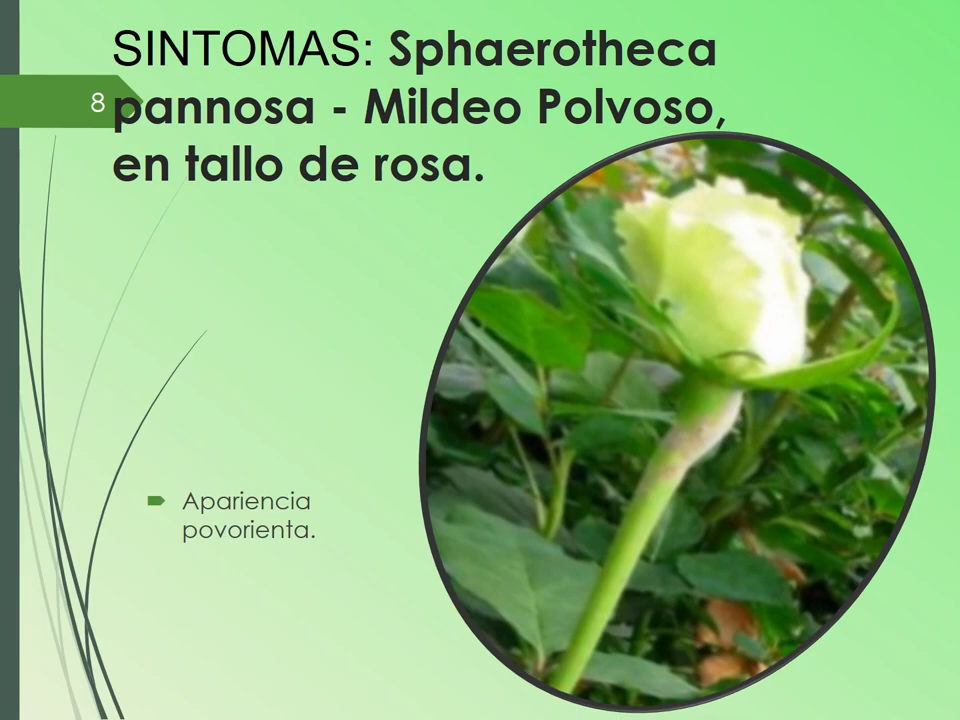 SINTOMAS: Sphaerotheca
8
pannosa - Mildeo Polvoso,
en tallo de rosa.
Apariencia
povorienta.